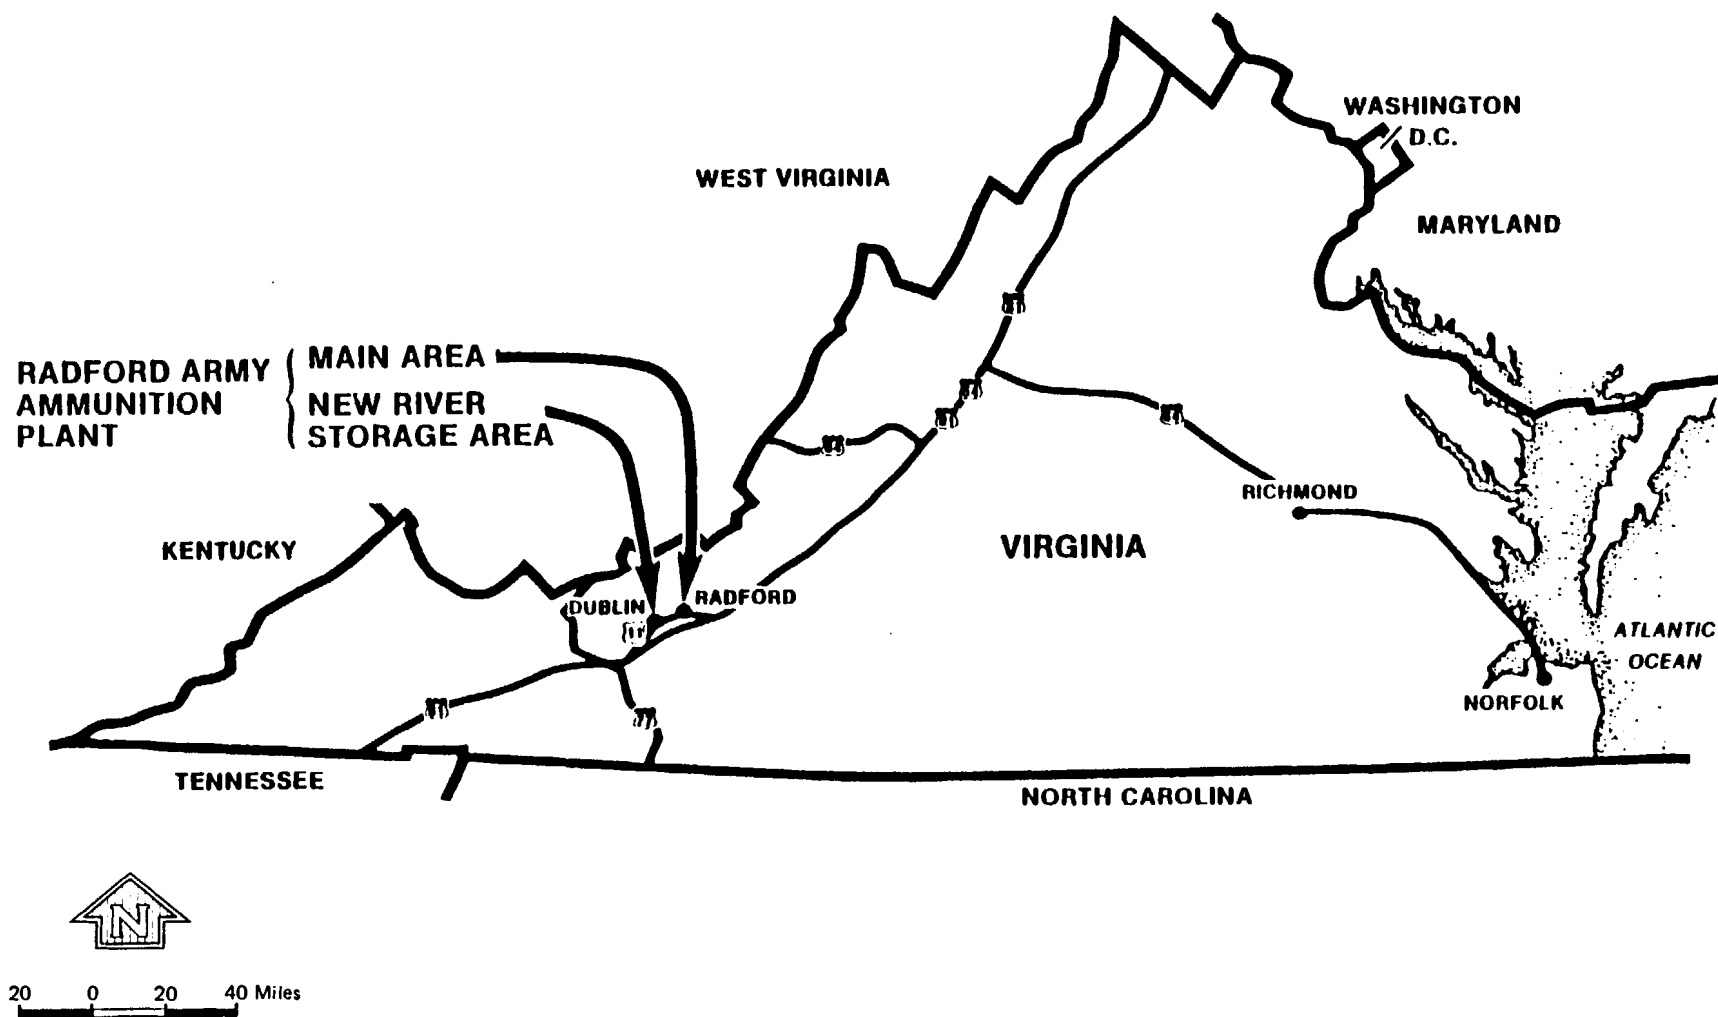 WASHINGTON
D.C.
WEST VIRGINIA
MARYLAND
RADFORD ARMY
AMMUNITION
PLANT
MAIN AREA
NEW RIVER
STORAGE AREA
RICHMOND
KENTUCKY
VIRGINIA
DUBLIN
RADFORD
ATLANTIC
OCEAN
NORFOLK
77
TENNESSEE
NORTH CAROLINA
N
20 0 20 40 Miles